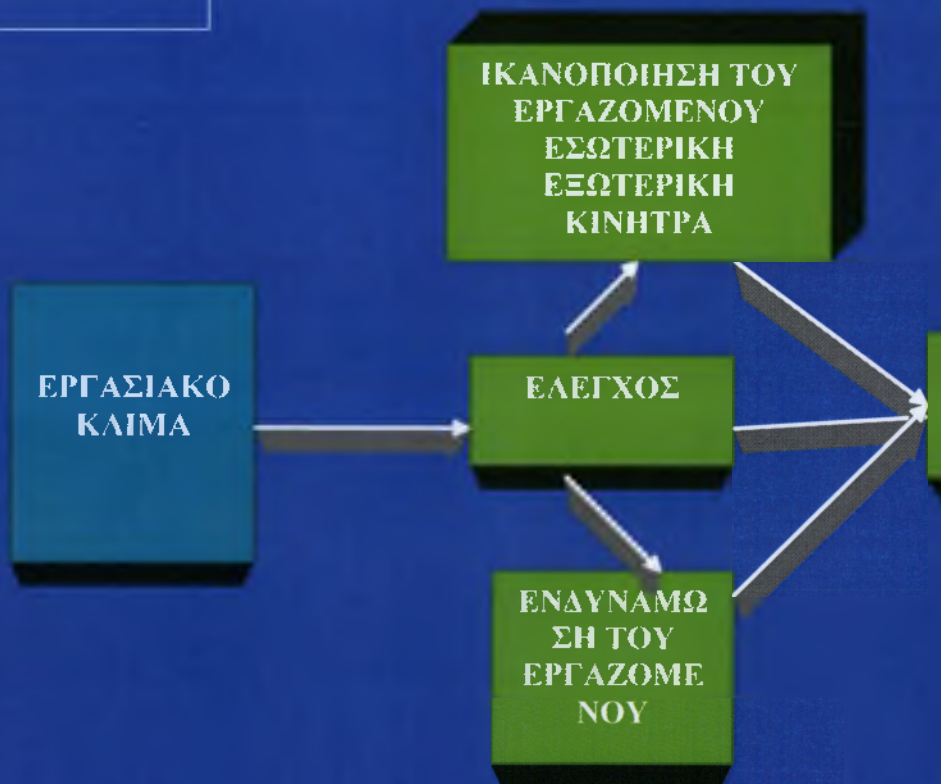 ΙΚΑΝΟΠΟΙΗΣΗ ΤΟΥ
ΕΡΓΑΖΟΜΕΝΟΥ
ΕΣΩΤΕΡΙΚΗ
ΕΞΩΤΕΡΙΚΗ
ΚΙΝΗΤΡΑ
ΕΡΓΑΣΙΑΚΟ
ΚΛΙΜΑ
ΕΛΕΓΧΟΣ
ΕΝΔΥΝΑΜΩ
ΣΗ ΤΟΥ
ΕΡΓΑΖΟΜΕ
ΝΟΥ